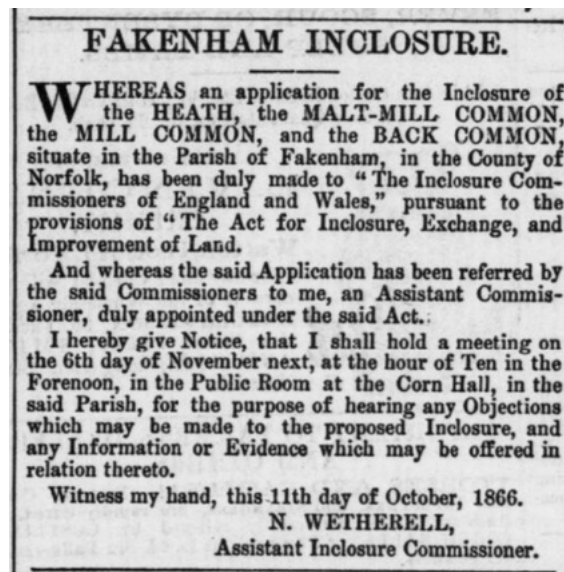 FAKENHAM INCLOSURE.
WHEREAS an application for the Inclosure of
the HEATH, the MALT-MILL COMMON,
the MILL COMMON, and the BACK COMMON,
situate in the Parish of Fakenham, in the County of
Norfolk, has been duly made to "The Inclosure Com-
missioners of England and Wales," pursuant to the
provisions of "The Act for Inclosure, Exchange, and
Improvement of Land.
And whereas the said Application has been referred by
the said Commissioners to me, an Assistant Commis-
sioner, duly appointed under the said Act.
I hereby give Notice, that I shall hold a meeting on
the 6th day of November next, at the hour of Ten in the
Forenoon, in the Public Room at the Corn Hall, in the
said Parish, for the purpose of hearing any Objections
which may be made to the proposed Inclosure, and
any Information or Evidence which may be offered in
relation thereto.
Witness my hand, this 11th day of October, 1866.
N. WETHERELL,
Assistant Inclosure Commissioner.